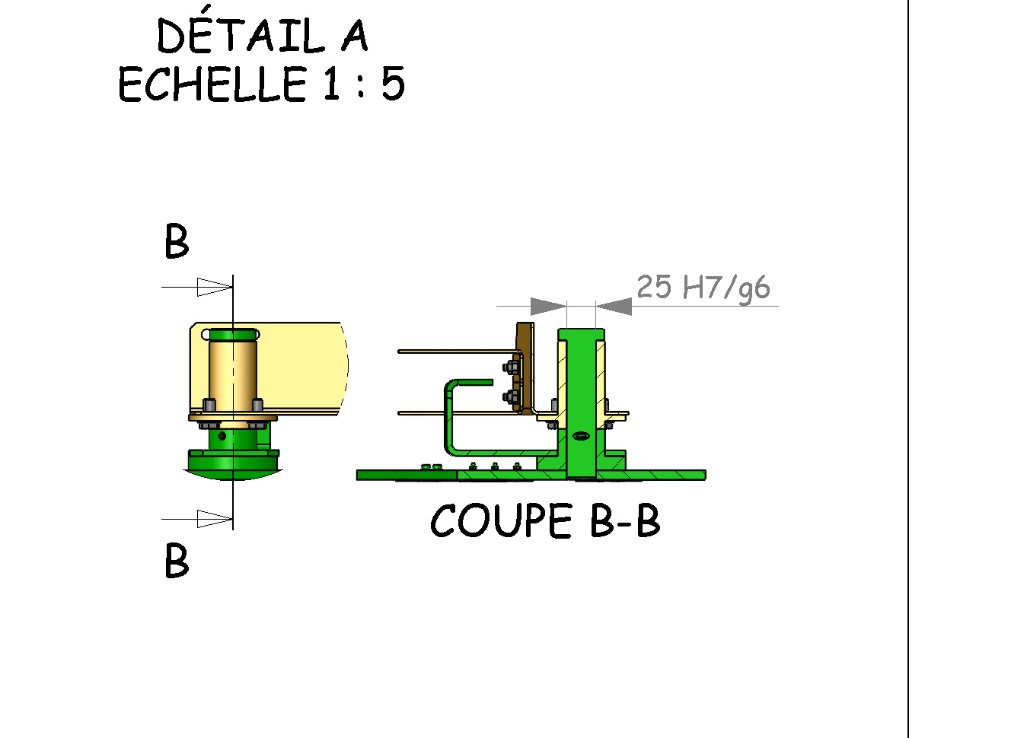 DÉTAIL A
ECHELLE 1 : 5
B
25 H7/g6
COUPE B-B
B